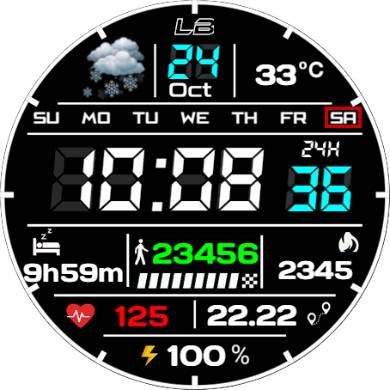 LB
24
Oct
33°C
SU MO TU WE TH FR SA
10:08
24H
36
z z z
9h59m
23456
2345
125
22.22
100 %